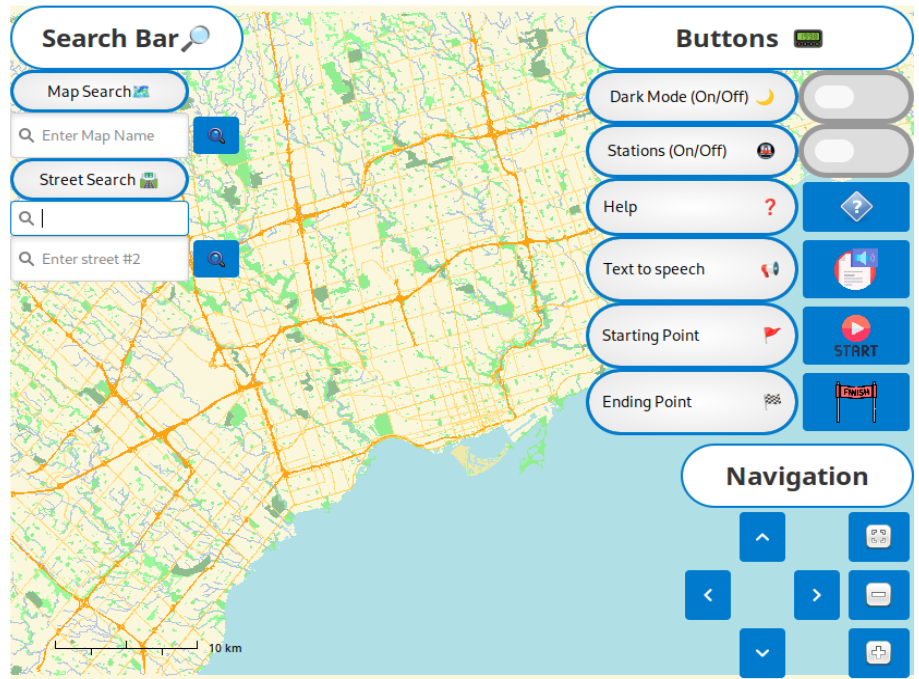 Search Bar
Map Search
Enter Map Name
Street Search
Enter street #2
Buttons
Dark Mode (On/Off)
Stations (On/Off)
Help
?
?
Text to speech
Starting Point
START
Ending Point
FINISH
Navigation
10 km